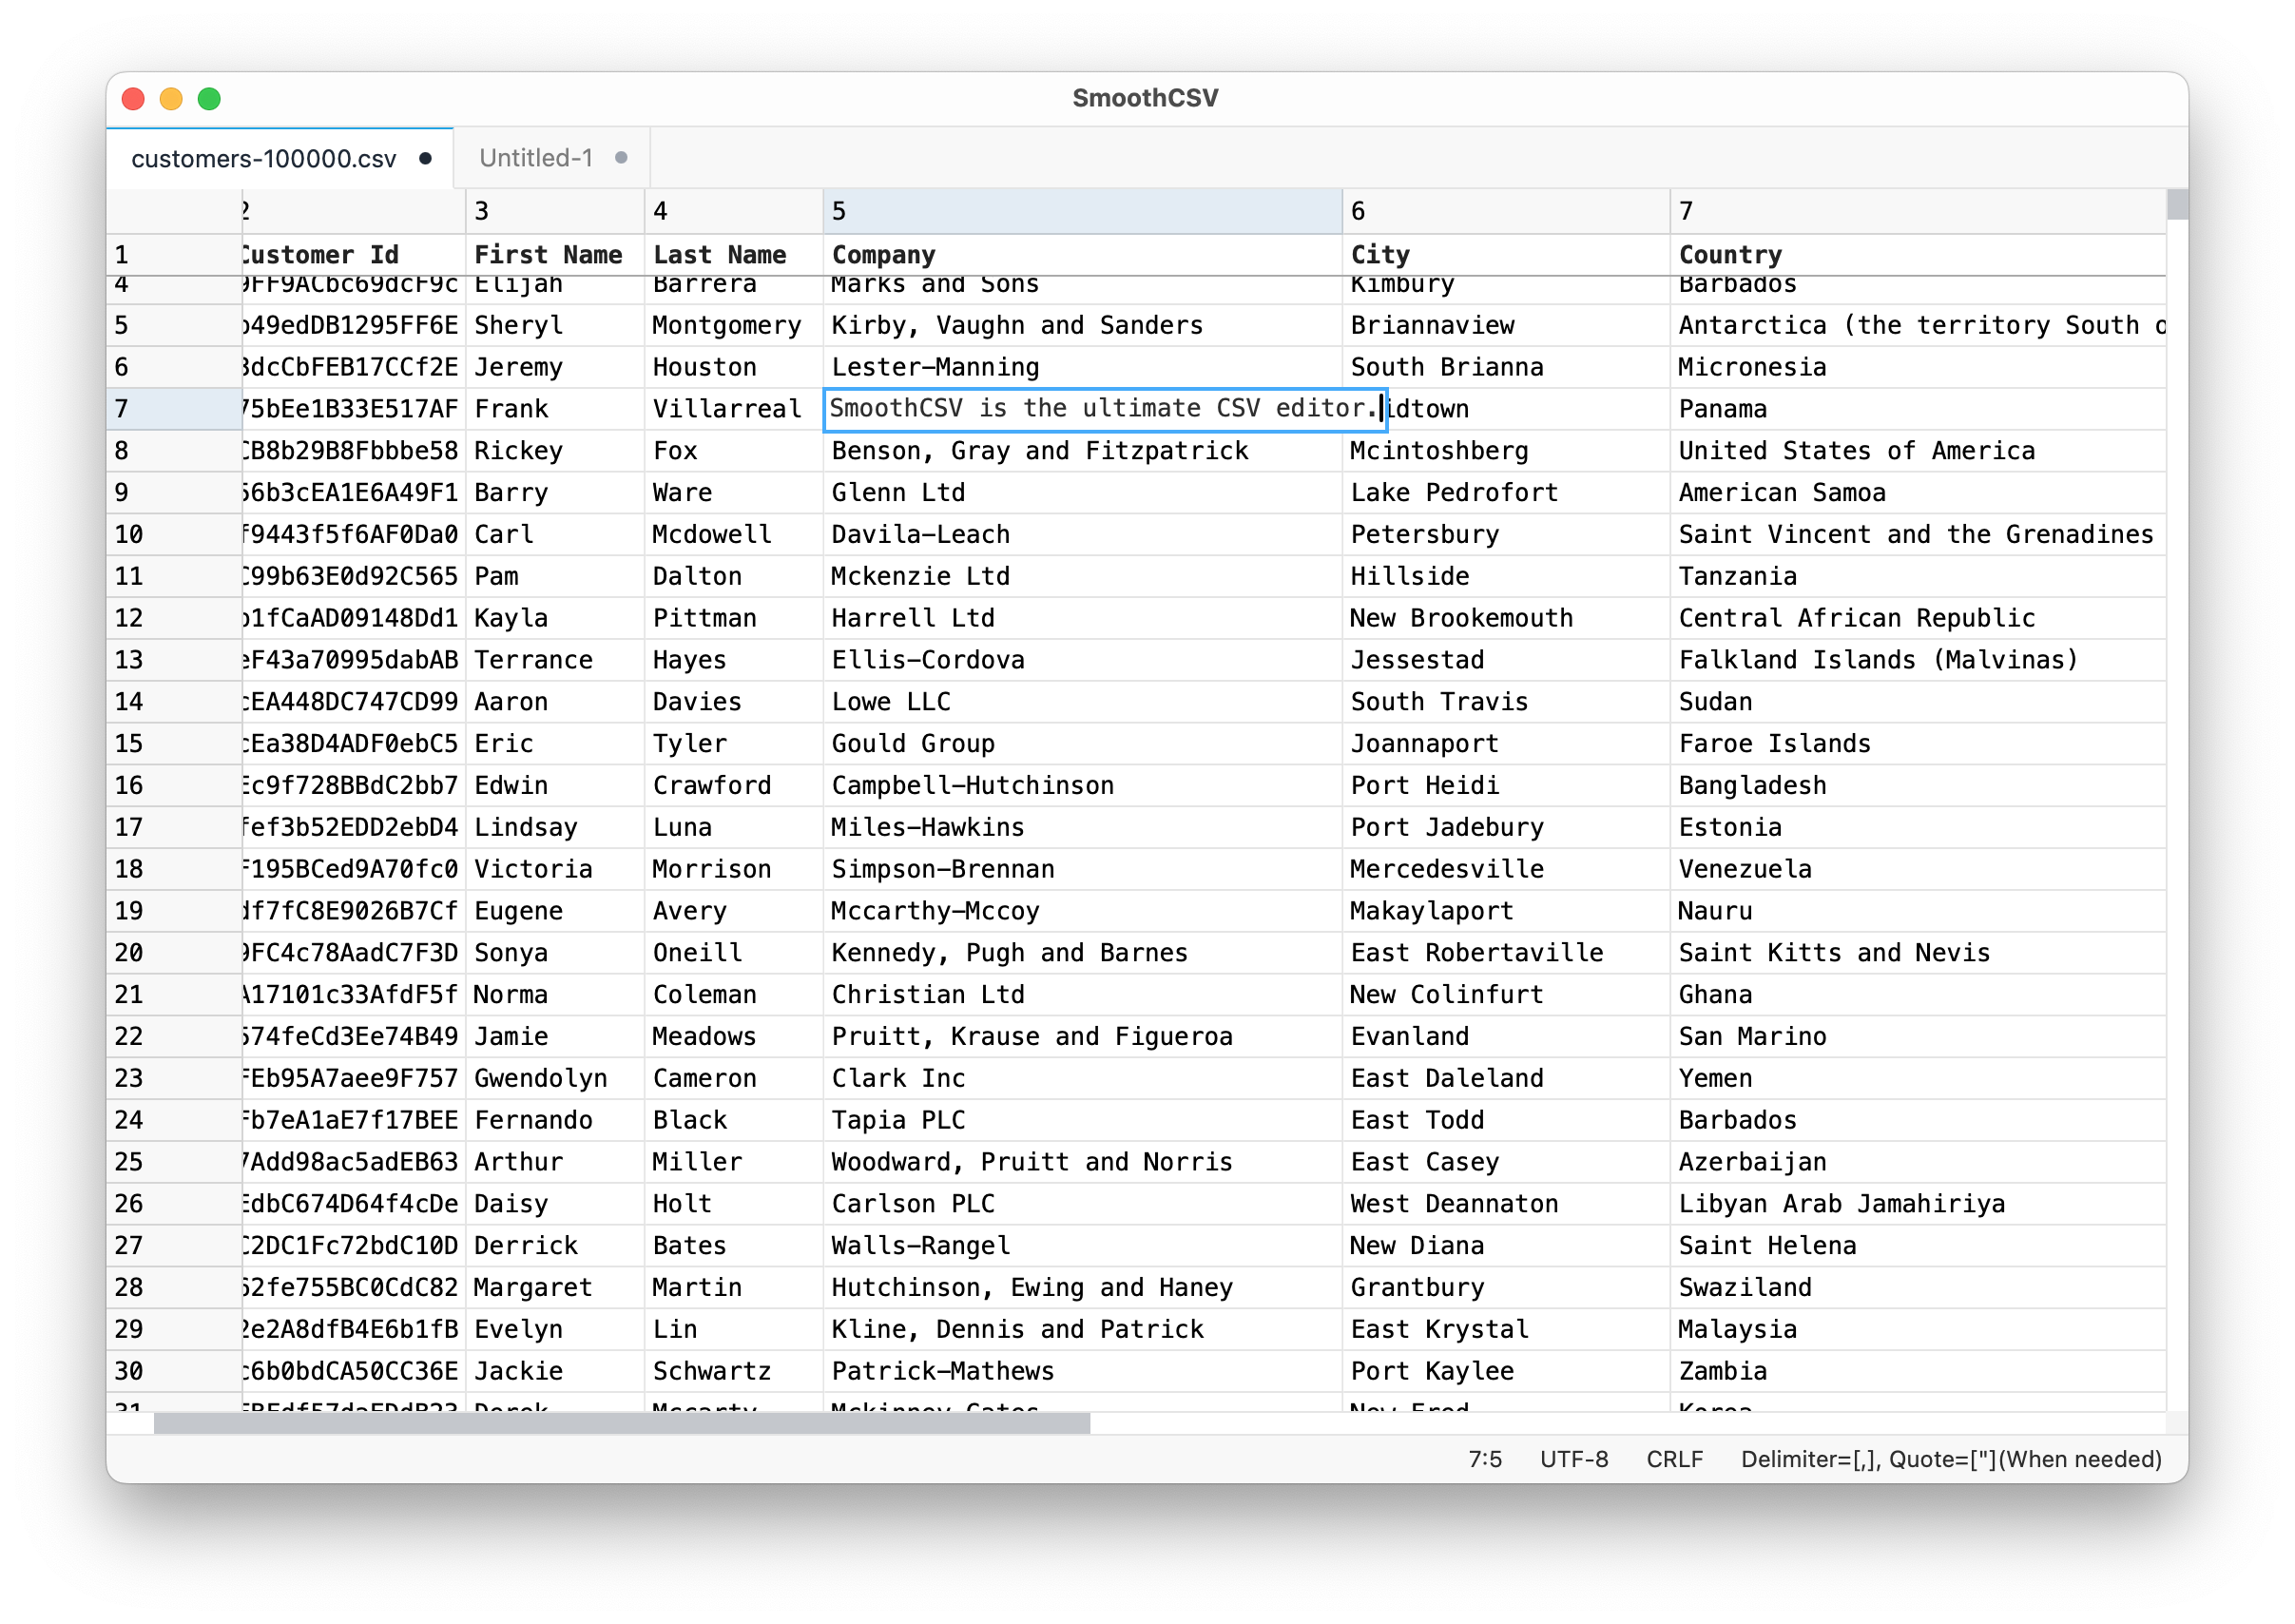 SmoothCSV
customers-100000.csv Untitled-1
2 3 4 5 6 7
1 Customer Id First Name Last Name Company City Country
4 9FF9ACbc69dcF9c Elijah Barrera Marks and Sons Kimbury Barbados
5 b49edDB1295FF6E Sheryl Montgomery Kirby, Vaughn and Sanders Briannaview Antarctica (the territory South o
6 3dcCbFEB17CCf2E Jeremy Houston Lester-Manning South Brianna Micronesia
7 75bEe1B33E517AF Frank Villarreal SmoothCSV is the ultimate CSV editor. idtown Panama
8 CB8b29B8Fbbbe58 Rickey Fox Benson, Gray and Fitzpatrick Mcintoshberg United States of America
9 56b3cEA1E6A49F1 Barry Ware Glenn Ltd Lake Pedrofort American Samoa
10 f9443f5f6AF0Da0 Carl Mcdowell Davila-Leach Petersbury Saint Vincent and the Grenadines
11 C99b63E0d92C565 Pam Dalton Mckenzie Ltd Hillside Tanzania
12 b1fCaAD09148Dd1 Kayla Pittman Harrell Ltd New Brookemouth Central African Republic
13 eF43a70995dabAB Terrance Hayes Ellis-Cordova Jessestad Falkland Islands (Malvinas)
14 cEA448DC747CD99 Aaron Davies Lowe LLC South Travis Sudan
15 cEa38D4ADF0ebC5 Eric Tyler Gould Group Joannaport Faroe Islands
16 Ec9f728BBdC2bb7 Edwin Crawford Campbell-Hutchinson Port Heidi Bangladesh
17 fef3b52EDD2ebD4 Lindsay Luna Miles-Hawkins Port Jadebury Estonia
18 F195BCed9A70fc0 Victoria Morrison Simpson-Brennan Mercedesville Venezuela
19 df7fC8E9026B7Cf Eugene Avery Mccarthy-Mccoy Makaylaport Nauru
20 9FC4c78AadC7F3D Sonya Oneill Kennedy, Pugh and Barnes East Robertaville Saint Kitts and Nevis
21 A17101c33AfdF5f Norma Coleman Christian Ltd New Colinfurt Ghana
22 574feCd3Ee74B49 Jamie Meadows Pruitt, Krause and Figueroa Evanland San Marino
23 FEb95A7aee9F757 Gwendolyn Cameron Clark Inc East Daleland Yemen
24 Fb7eA1aE7f17BEE Fernando Black Tapia PLC East Todd Barbados
25 7Add98ac5adEB63 Arthur Miller Woodward, Pruitt and Norris East Casey Azerbaijan
26 EdbC674D64f4cDe Daisy Holt Carlson PLC West Deannaton Libyan Arab Jamahiriya
27 C2DC1Fc72bdC10D Derrick Bates Walls-Rangel New Diana Saint Helena
28 62fe755BC0CdC82 Margaret Martin Hutchinson, Ewing and Haney Grantbury Swaziland
29 2e2A8dfB4E6b1fB Evelyn Lin Kline, Dennis and Patrick East Krystal Malaysia
30 c6b0bdCA50CC36E Jackie Schwartz Patrick-Mathews Port Kaylee Zambia
31 Derek Mccarty New Fred Korea
7:5 UTF-8 CRLF Delimiter=[,], Quote=["](When needed)